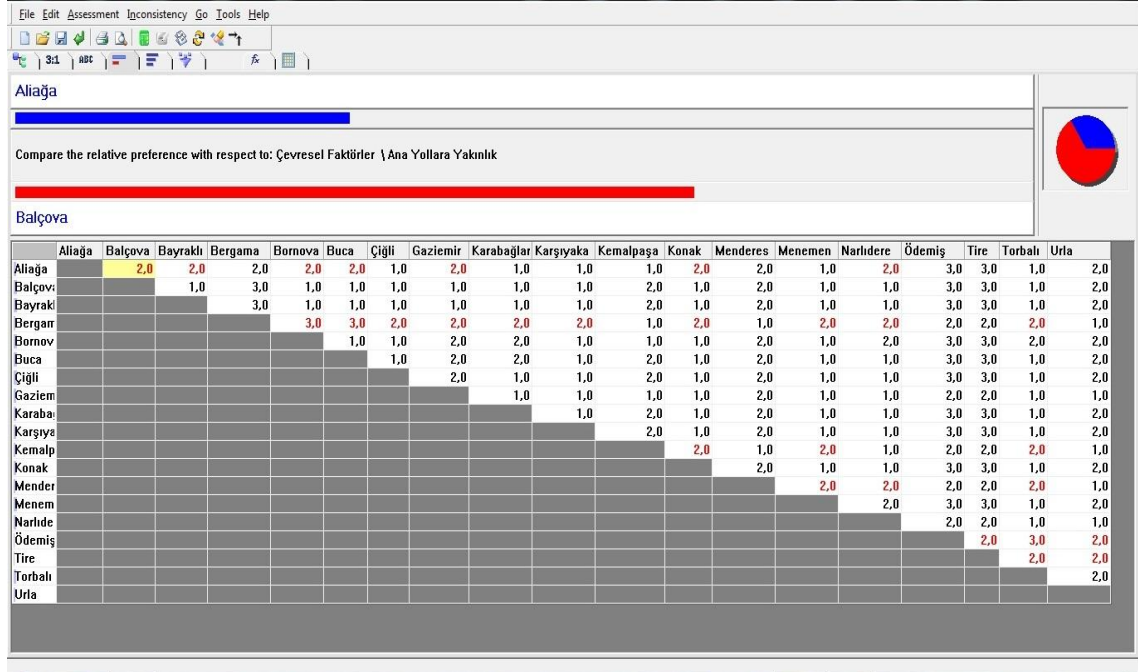 File Edit Assessment Inconsistency Go Tools Help
3:1 ABC fx
Aliağa
Compare the relative preference with respect to: Çevresel Faktörler \ Ana Yollara Yakınlık
Balçova
Aliağa Balçova Bayraklı Bergama Bornova Buca Çiğli Gaziemir Karabağlar Karşıyaka Kemalpaşa Konak Menderes Menemen Narlıdere Ödemiş Tire Torbalı Urla
Aliağa 2,0 2,0 2,0 2,0 2,0 1,0 2,0 1,0 1,0 1,0 2,0 2,0 1,0 2,0 3,0 3,0 1,0 2,0
Balçova 1,0 3,0 1,0 1,0 1,0 1,0 1,0 1,0 2,0 1,0 2,0 1,0 1,0 3,0 3,0 1,0 2,0
Bayrakl 3,0 1,0 1,0 1,0 1,0 1,0 1,0 2,0 1,0 2,0 1,0 1,0 3,0 3,0 1,0 2,0
Bergam 3,0 3,0 2,0 2,0 2,0 2,0 1,0 2,0 1,0 2,0 2,0 2,0 2,0 2,0 1,0
Bornov 1,0 1,0 2,0 2,0 1,0 2,0 1,0 2,0 1,0 2,0 3,0 3,0 2,0 2,0
Buca 1,0 2,0 2,0 1,0 2,0 1,0 2,0 1,0 1,0 3,0 3,0 1,0 2,0
Çiğli 2,0 1,0 1,0 2,0 1,0 2,0 1,0 1,0 3,0 3,0 1,0 2,0
Gaziem 1,0 1,0 1,0 1,0 2,0 1,0 1,0 2,0 2,0 1,0 1,0
Karaba 1,0 2,0 1,0 2,0 1,0 1,0 3,0 3,0 1,0 2,0
Karşıya 2,0 1,0 2,0 1,0 1,0 3,0 3,0 1,0 2,0
Kemalp 2,0 1,0 2,0 1,0 2,0 2,0 2,0 1,0
Konak 2,0 1,0 1,0 3,0 3,0 1,0 2,0
Mender 2,0 2,0 2,0 2,0 2,0 1,0
Menem 2,0 3,0 3,0 1,0 2,0
Narlıde 2,0 2,0 1,0 1,0
Ödemiş 2,0 3,0 2,0
Tire 2,0 2,0
Torbalı 2,0
Urla